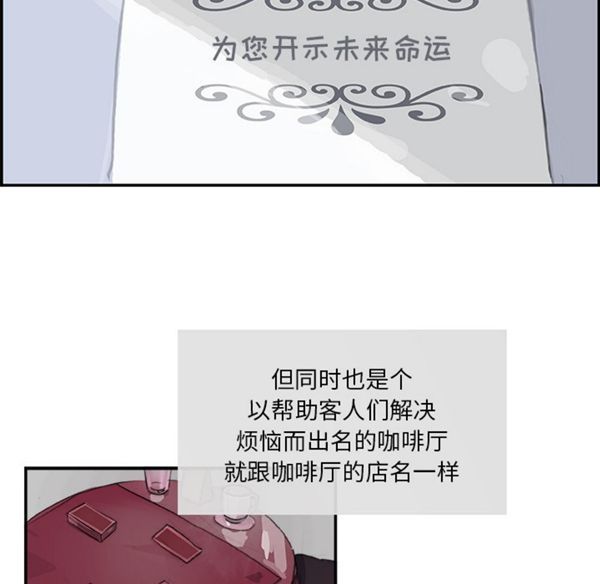 为您开示未来命运
但同时也是个
以帮助客人们解决
烦恼而出名的咖啡厅
就跟咖啡厅的店名一样